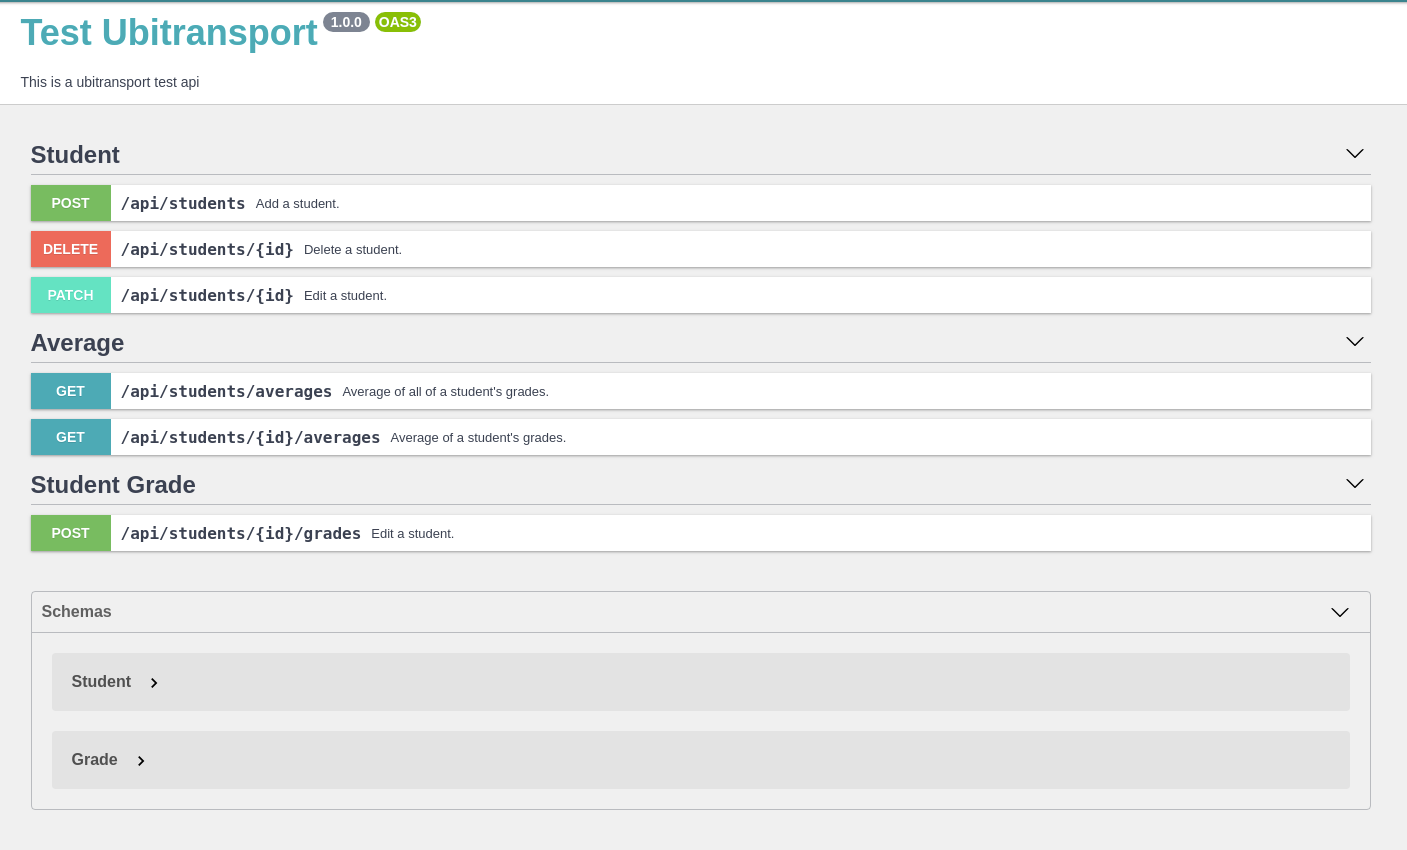 Test Ubitransport 1.0.0 OAS3
This is a ubitransport test api
Student
POST /api/students Add a student.
DELETE /api/students/{id} Delete a student.
PATCH /api/students/{id} Edit a student.
Average
GET /api/students/averages Average of all of a student's grades.
GET /api/students/{id}/averages Average of a student's grades.
Student Grade
POST /api/students/{id}/grades Edit a student.
Schemas
Student
Grade